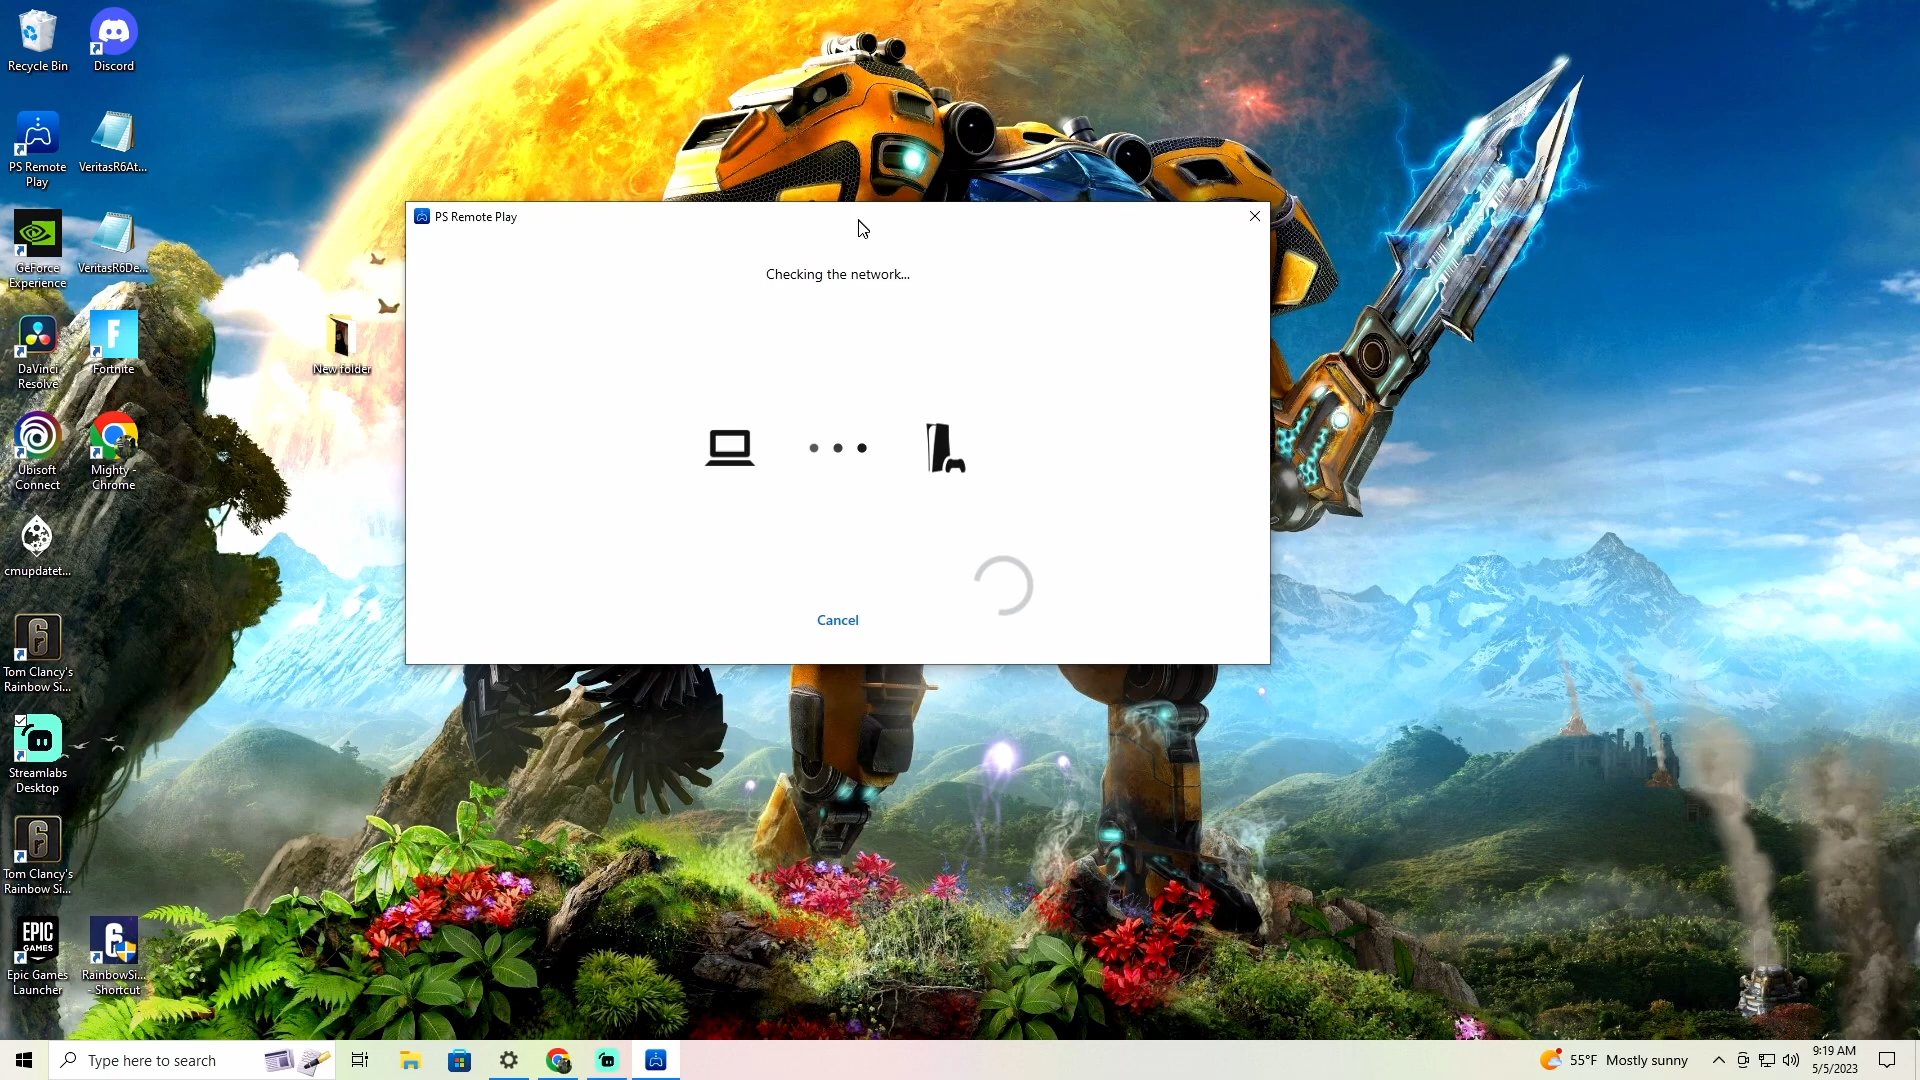 Recycle Bin
Discord
PS Remote
Play
VeritasR6At...
GeForce
Experience
VeritasR6De...
DaVinci
Resolve
Fortnite
New folder
Ubisoft
Connect
Mighty -
Chrome
cmupdatet...
Tom Clancy's
Rainbow Si...
Streamlabs
Desktop
Tom Clancy's
Rainbow Si...
EPIC
GAMES
Epic Games
Launcher
RainbowSi...
- Shortcut
PS Remote Play
Checking the network...
Cancel
Type here to search
55°F Mostly sunny
9:19 AM
5/5/2023